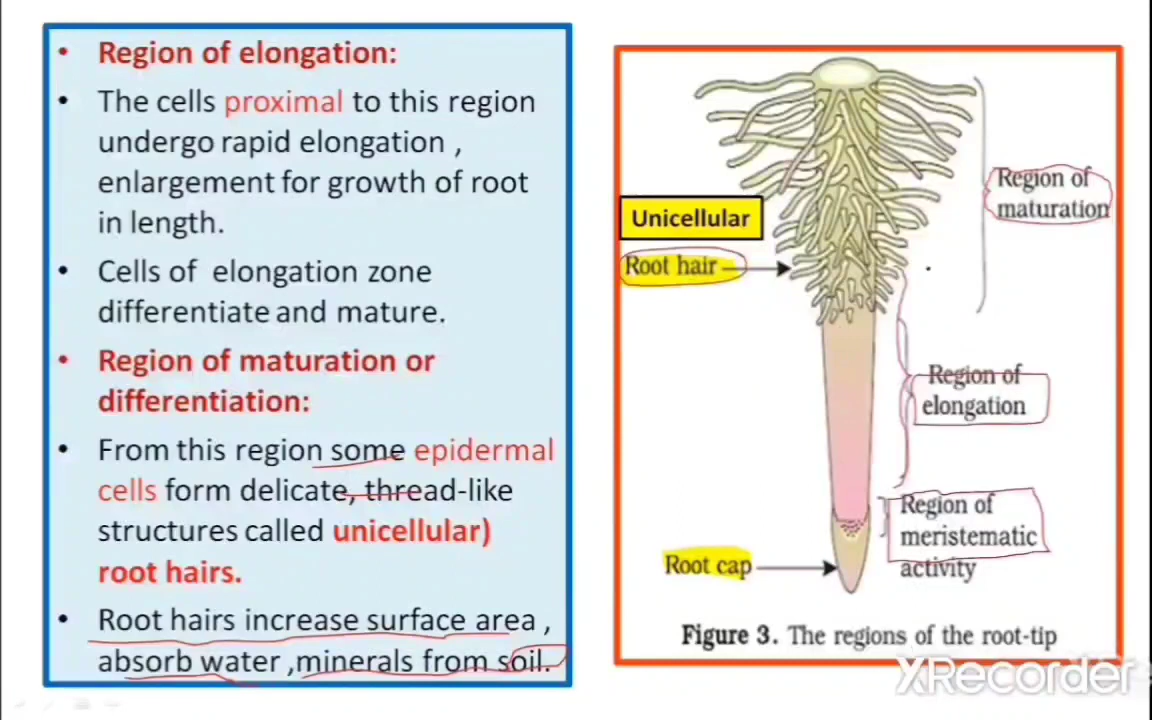 • Region of elongation:
• The cells proximal to this region
undergo rapid elongation ,
enlargement for growth of root
in length.
• Cells of elongation zone
differentiate and mature.
• Region of maturation or
differentiation:
• From this region some epidermal
cells form delicate, thread-like
structures called unicellular)
root hairs.
• Root hairs increase surface area ,
absorb water ,minerals from soil.
Region of
maturation
Unicellular
Root hair
Region of
elongation
Region of
meristematic
activity
Root cap
Figure 3. The regions of the root-tip
XRecorder